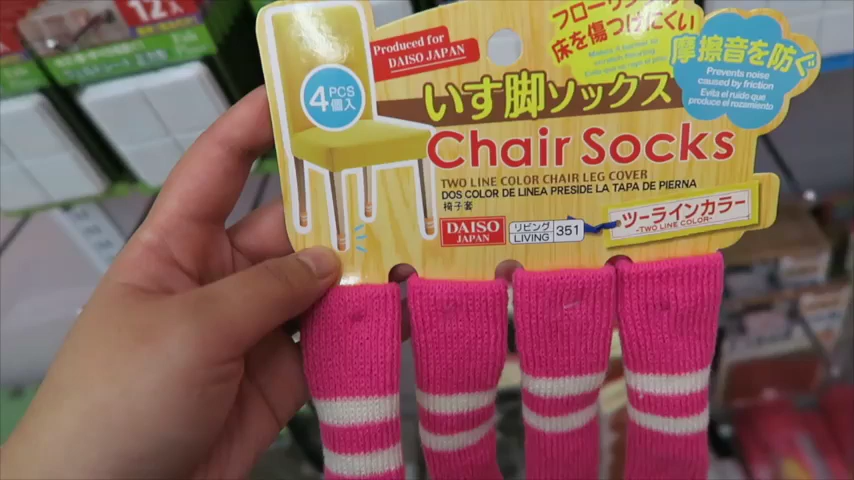 12入
Produced for
DAISO JAPAN
フローリング
床を傷つけにくい
摩擦音を防ぐ
Prevents noise
caused by friction
Evita el ruido que
produce el rozamiento
4PCS
個入
いす脚ソックス
Chair Socks
TWO LINE COLOR CHAIR LEG COVER
DOS COLOR DE LINEA PRESIDE LA TAPA DE PIERNA
椅子套
DAISO
JAPAN
リビング
LIVING
351
ツーラインカラー
-TWO LINE COLOR-